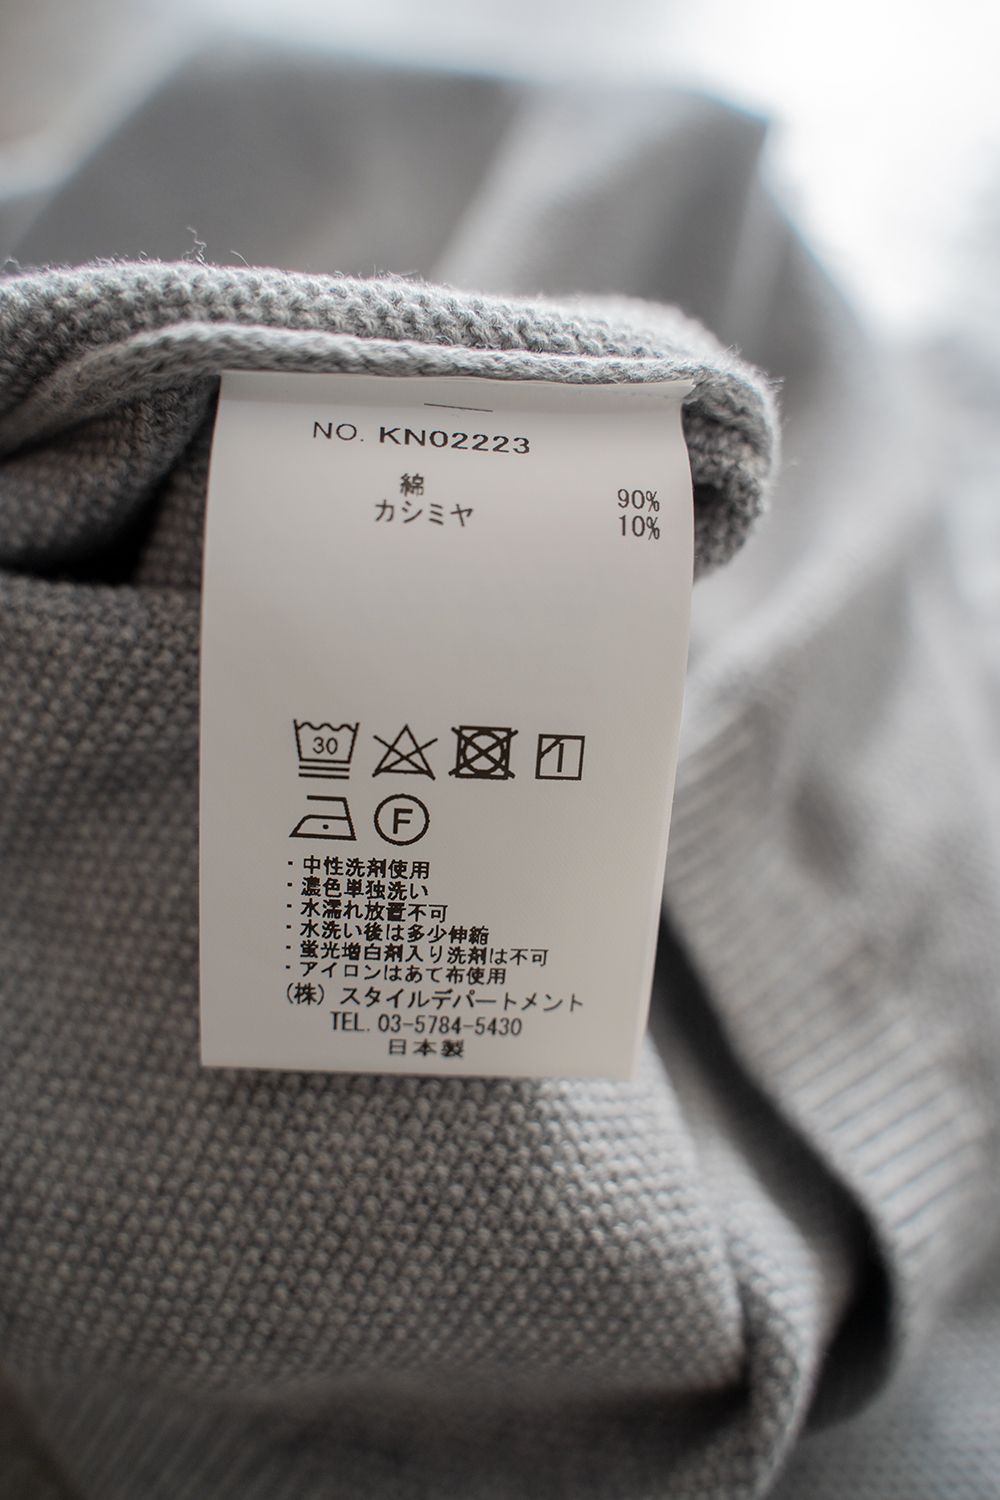 NO. KN02223
綿 90%
カシミヤ 10%
30
F
・中性洗剤使用
・濃色単独洗い
・水濡れ放置不可
・水洗い後は多少伸縮
・蛍光増白剤入り洗剤は不可
・アイロンはあて布使用
(株) スタイルデパートメント
TEL. 03-5784-5430
日本製